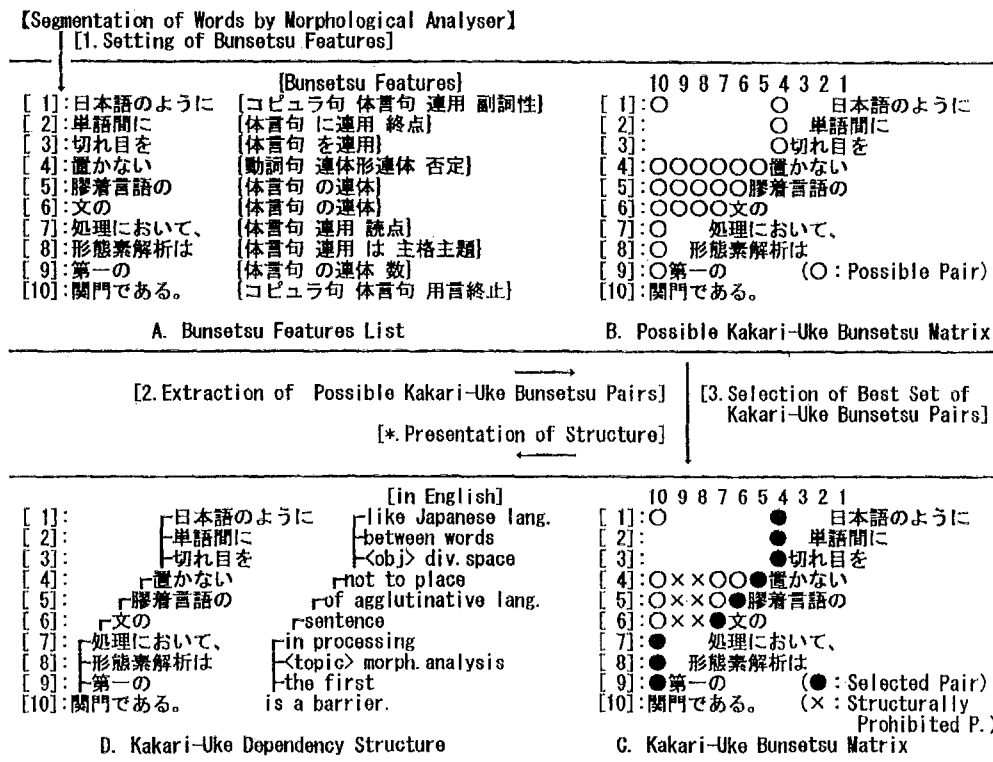 【Segmentation of Words by Morphological Analyser】
[1.Setting of Bunsetsu Features]
{Bunsetsu Features}
[ 1]:日本語のように {コピュラ句 体言句 連用 副詞性}
[ 2]:単語間に {体言句 に連用 終点}
[ 3]:切れ目を {体言句 を連用}
[ 4]:置かない {動詞句 連体形連体 否定}
[ 5]:膠着言語の {体言句 の連体}
[ 6]:文の {体言句 の連体}
[ 7]:処理において、 {体言句 連用 読点}
[ 8]:形態素解析は {体言句 連用 は 主格主題}
[ 9]:第一の {体言句 の連体 数}
[10]:関門である。 {コピュラ句 体言句 用言終止}
A. Bunsetsu Features List
10 9 8 7 6 5 4 3 2 1
[ 1]:○ ○ 日本語のように
[ 2]: ○ 単語間に
[ 3]: ○切れ目を
[ 4]:○○○○○○置かない
[ 5]:○○○○○膠着言語の
[ 6]:○○○○文の
[ 7]:○ 処理において、
[ 8]:○ 形態素解析は
[ 9]:○第一の (○:Possible Pair)
[10]:関門である。
B. Possible Kakari-Uke Bunsetsu Matrix
[2.Extraction of Possible Kakari-Uke Bunsetsu Pairs]
[3.Selection of Best Set of
Kakari-Uke Bunsetsu Pairs]
[*.Presentation of Structure]
[in English]
[ 1]: 日本語のように like Japanese lang.
[ 2]: 単語間に between words
[ 3]: 切れ目を <obj> div.space
[ 4]: 置かない not to place
[ 5]: 膠着言語の of agglutinative lang.
[ 6]: 文の sentence
[ 7]: 処理において、 in processing
[ 8]: 形態素解析は <topic> morph.analysis
[ 9]: 第一の the first
[10]:関門である。 is a barrier.
D. Kakari-Uke Dependency Structure
10 9 8 7 6 5 4 3 2 1
[ 1]:○ ● 日本語のように
[ 2]: ● 単語間に
[ 3]: ●切れ目を
[ 4]:○××○○●置かない
[ 5]:○××○●膠着言語の
[ 6]:○××●文の
[ 7]:● 処理において、
[ 8]:● 形態素解析は
[ 9]:●第一の (●:Selected Pair)
[10]:関門である。 (×:Structurally
Prohibited P.)
C. Kakari-Uke Bunsetsu Matrix